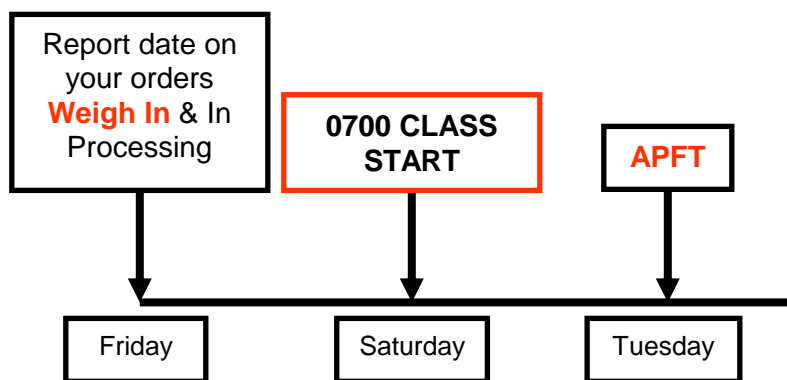 Report date on
your orders
Weigh In & In
Processing
0700 CLASS
START
APFT
Friday
Saturday
Tuesday